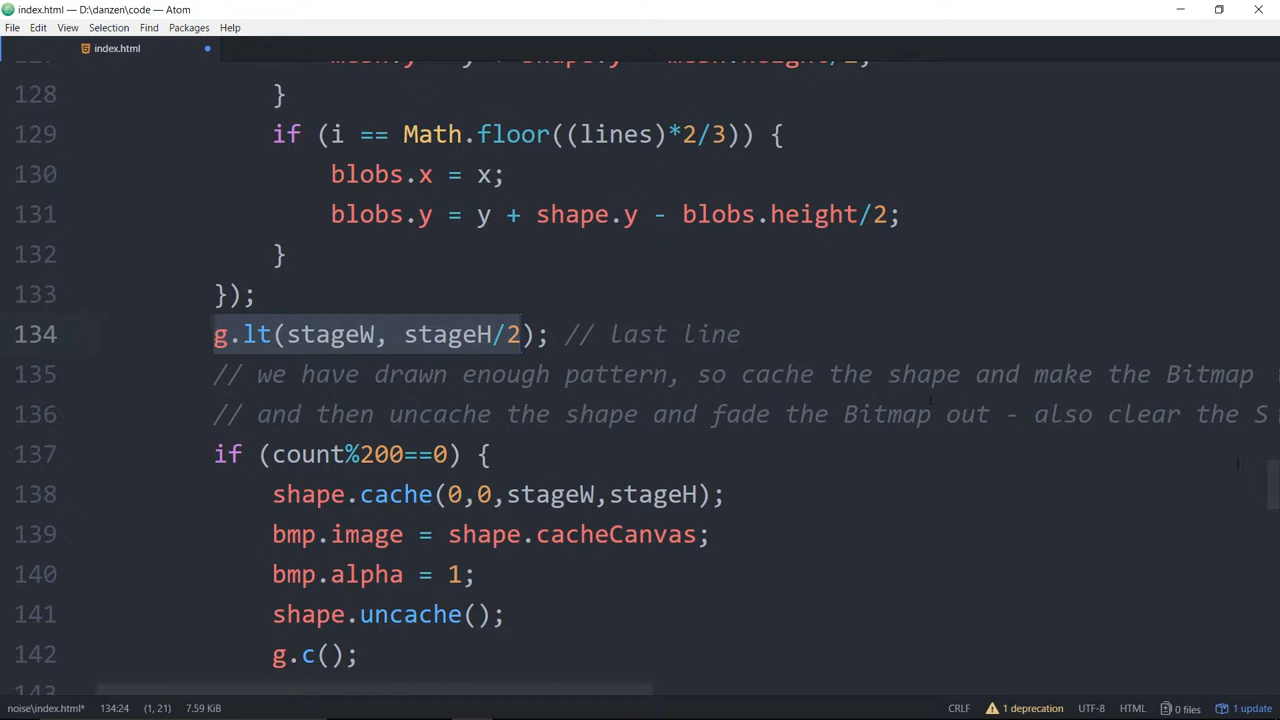 index.html — D:\danzen\code — Atom
File Edit View Selection Find Packages Help
index.html
128 }
129 if (i == Math.floor((lines)*2/3)) {
130 blobs.x = x;
131 blobs.y = y + shape.y - blobs.height/2;
132 }
133 });
134 g.lt(stageW, stageH/2); // last line
135 // we have drawn enough pattern, so cache the shape and make the Bitmap
136 // and then uncache the shape and fade the Bitmap out - also clear the S
137 if (count%200==0) {
138 shape.cache(0,0,stageW,stageH);
139 bmp.image = shape.cacheCanvas;
140 bmp.alpha = 1;
141 shape.uncache();
142 g.c();
143
noise\index.html* 134:24 (1, 21) 7.59 KiB CRLF 1 deprecation UTF-8 HTML 0 files 1 update